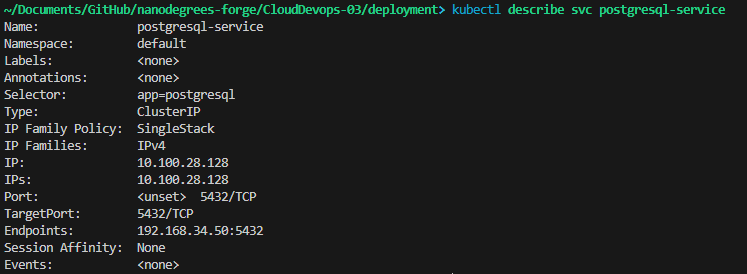 ~/Documents/GitHub/nanodegrees-forge/CloudDevops-03/deployment> kubectl describe svc postgresql-service
Name:              postgresql-service
Namespace:         default
Labels:            <none>
Annotations:       <none>
Selector:          app=postgresql
Type:              ClusterIP
IP Family Policy:  SingleStack
IP Families:       IPv4
IP:                10.100.28.128
IPs:               10.100.28.128
Port:              <unset>  5432/TCP
TargetPort:        5432/TCP
Endpoints:         192.168.34.50:5432
Session Affinity:  None
Events:            <none>